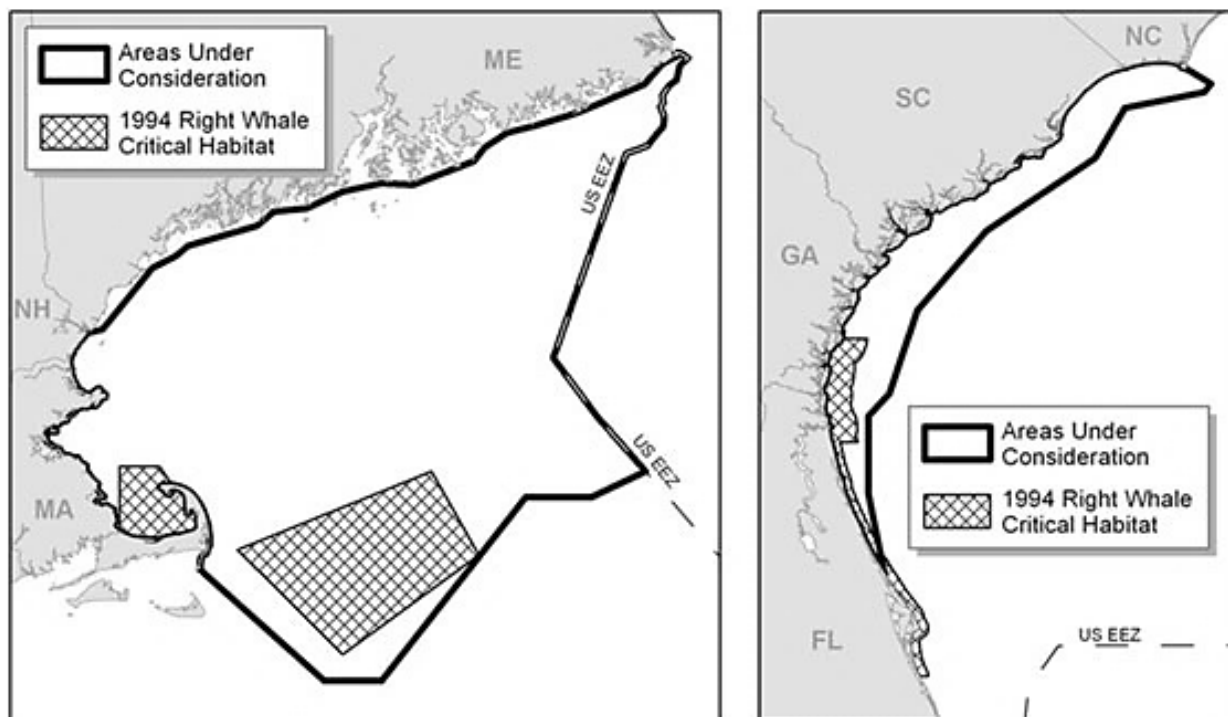 Areas Under
Consideration
1994 Right Whale
Critical Habitat
ME
US EEZ
NH
US EEZ
MA
NC
SC
GA
Areas Under
Consideration
1994 Right Whale
Critical Habitat
FL
US EEZ